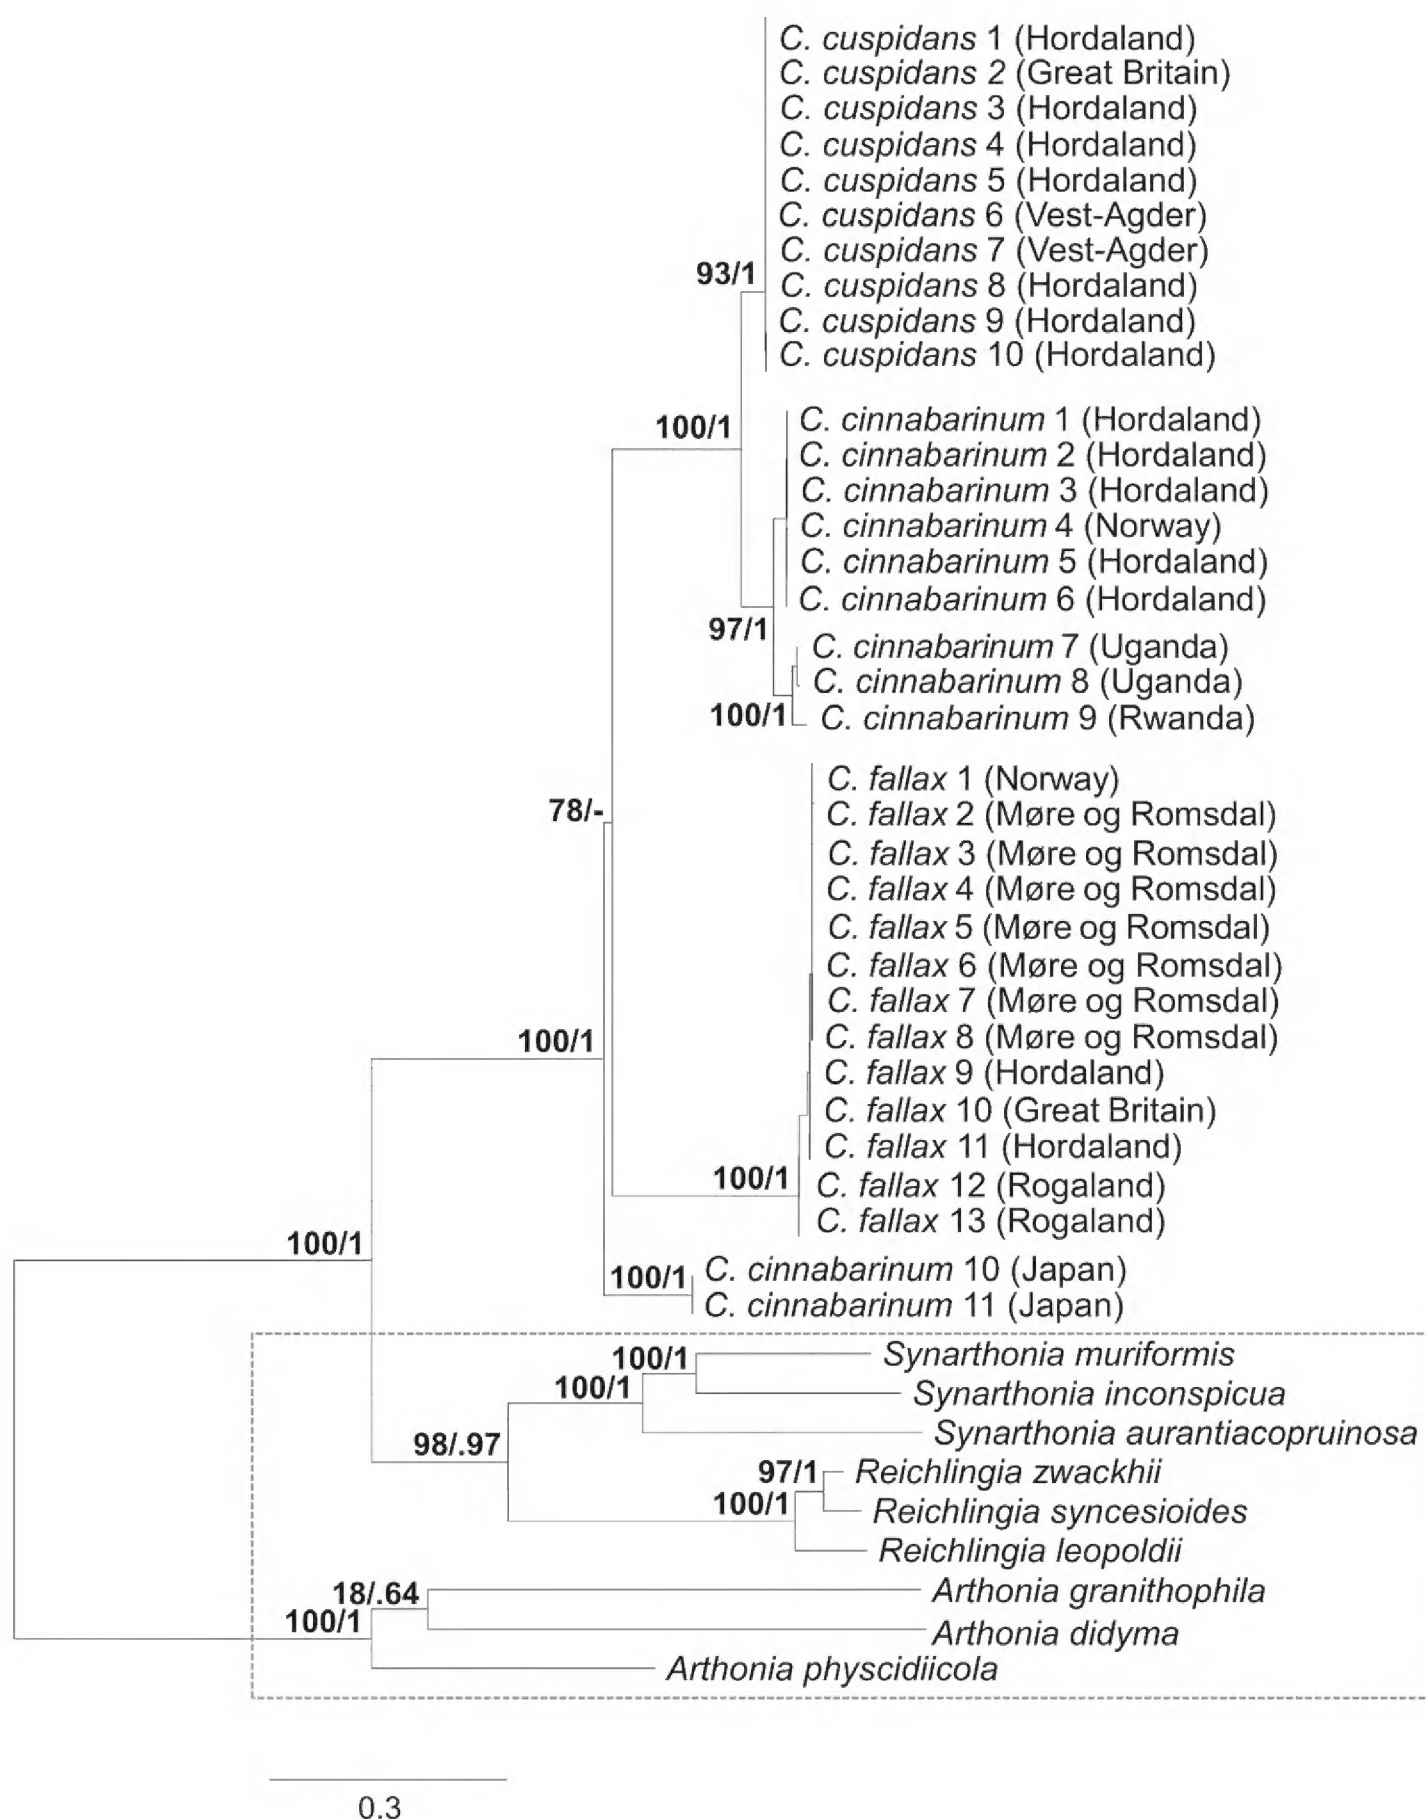 C. cuspidans 1 (Hordaland)
C. cuspidans 2 (Great Britain)
C. cuspidans 3 (Hordaland)
C. cuspidans 4 (Hordaland)
C. cuspidans 5 (Hordaland)
C. cuspidans 6 (Vest-Agder)
C. cuspidans 7 (Vest-Agder)
93/1
C. cuspidans 8 (Hordaland)
C. cuspidans 9 (Hordaland)
C. cuspidans 10 (Hordaland)
100/1
C. cinnabarinum 1 (Hordaland)
C. cinnabarinum 2 (Hordaland)
C. cinnabarinum 3 (Hordaland)
C. cinnabarinum 4 (Norway)
C. cinnabarinum 5 (Hordaland)
C. cinnabarinum 6 (Hordaland)
97/1
C. cinnabarinum 7 (Uganda)
C. cinnabarinum 8 (Uganda)
100/1
C. cinnabarinum 9 (Rwanda)
C. fallax 1 (Norway)
78/-
C. fallax 2 (Møre og Romsdal)
C. fallax 3 (Møre og Romsdal)
C. fallax 4 (Møre og Romsdal)
C. fallax 5 (Møre og Romsdal)
C. fallax 6 (Møre og Romsdal)
C. fallax 7 (Møre og Romsdal)
100/1
C. fallax 8 (Møre og Romsdal)
C. fallax 9 (Hordaland)
C. fallax 10 (Great Britain)
C. fallax 11 (Hordaland)
100/1
C. fallax 12 (Rogaland)
C. fallax 13 (Rogaland)
100/1
100/1
C. cinnabarinum 10 (Japan)
C. cinnabarinum 11 (Japan)
100/1
Synarthonia muriformis
100/1
Synarthonia inconspicua
98/.97
Synarthonia aurantiacopruinosa
97/1
Reichlingia zwackhii
100/1
Reichlingia syncesioides
Reichlingia leopoldii
18/.64
Arthonia granithophila
100/1
Arthonia didyma
Arthonia physcidiicola
0.3